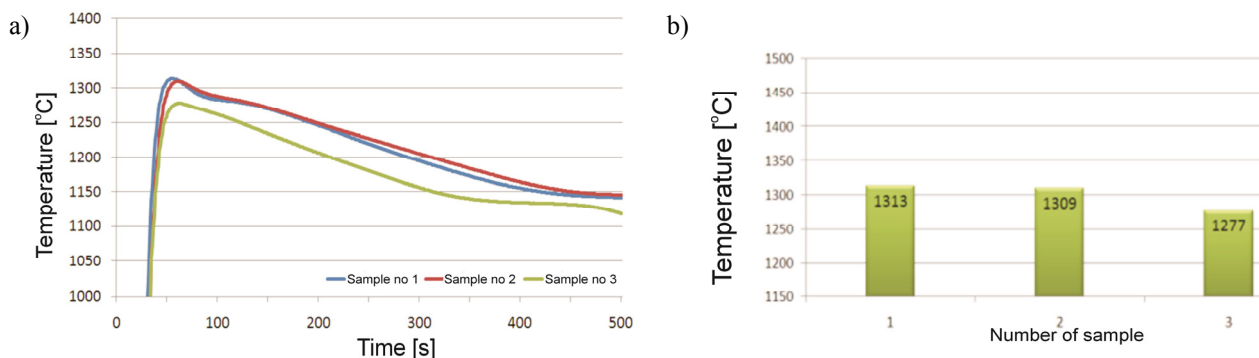 a)
Temperature [°C]
1400
1350
1300
1250
1200
1150
1100
1050
1000
0 100 200 300 400 500
Time [s]
Sample no 1 Sample no 2 Sample no 3
b)
Temperature [°C]
1500
1450
1400
1350
1300
1250
1200
1150
1313 1309 1277
1 2 3
Number of sample